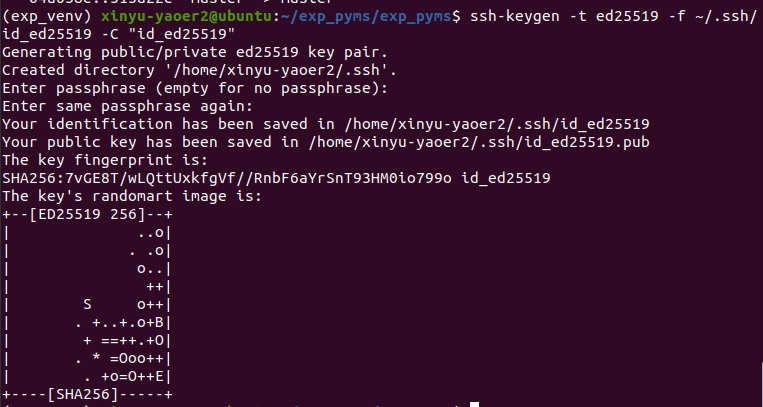 (exp_venv) xinyu-yaoer2@ubuntu:~/exp_pyms/exp_pyms$ ssh-keygen -t ed25519 -f ~/.ssh/
id_ed25519 -C "id_ed25519"
Generating public/private ed25519 key pair.
Created directory '/home/xinyu-yaoer2/.ssh'.
Enter passphrase (empty for no passphrase):
Enter same passphrase again:
Your identification has been saved in /home/xinyu-yaoer2/.ssh/id_ed25519
Your public key has been saved in /home/xinyu-yaoer2/.ssh/id_ed25519.pub
The key fingerprint is:
SHA256:7vGE8T/wLQttUxkfgVf//RnbF6aYrSnT93HM0io799o id_ed25519
The key's randomart image is:
+--[ED25519 256]--+
|              ..o|
|             . .o|
|              o..|
|               ++|
|        S     o++|
|       . +..+.o+B|
|        + ==++.+O|
|       . * =Ooo++|
|        . +o=O++E|
+----[SHA256]-----+